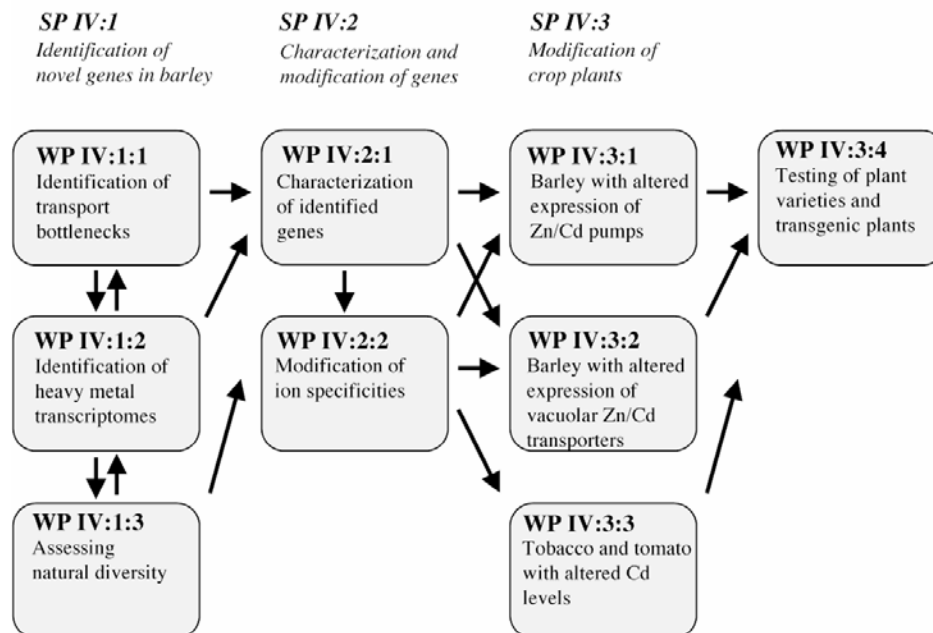 SP IV:1
Identification of
novel genes in barley
SP IV:2
Characterization and
modification of genes
SP IV:3
Modification of
crop plants
WP IV:1:1
Identification of
transport
bottlenecks
WP IV:2:1
Characterization
of identified
genes
WP IV:3:1
Barley with altered
expression of
Zn/Cd pumps
WP IV:3:4
Testing of plant
varieties and
transgenic plants
WP IV:1:2
Identification of
heavy metal
transcriptomes
WP IV:2:2
Modification of
ion specificities
WP IV:3:2
Barley with altered
expression of
vacuolar Zn/Cd
transporters
WP IV:1:3
Assessing
natural diversity
WP IV:3:3
Tobacco and tomato
with altered Cd
levels